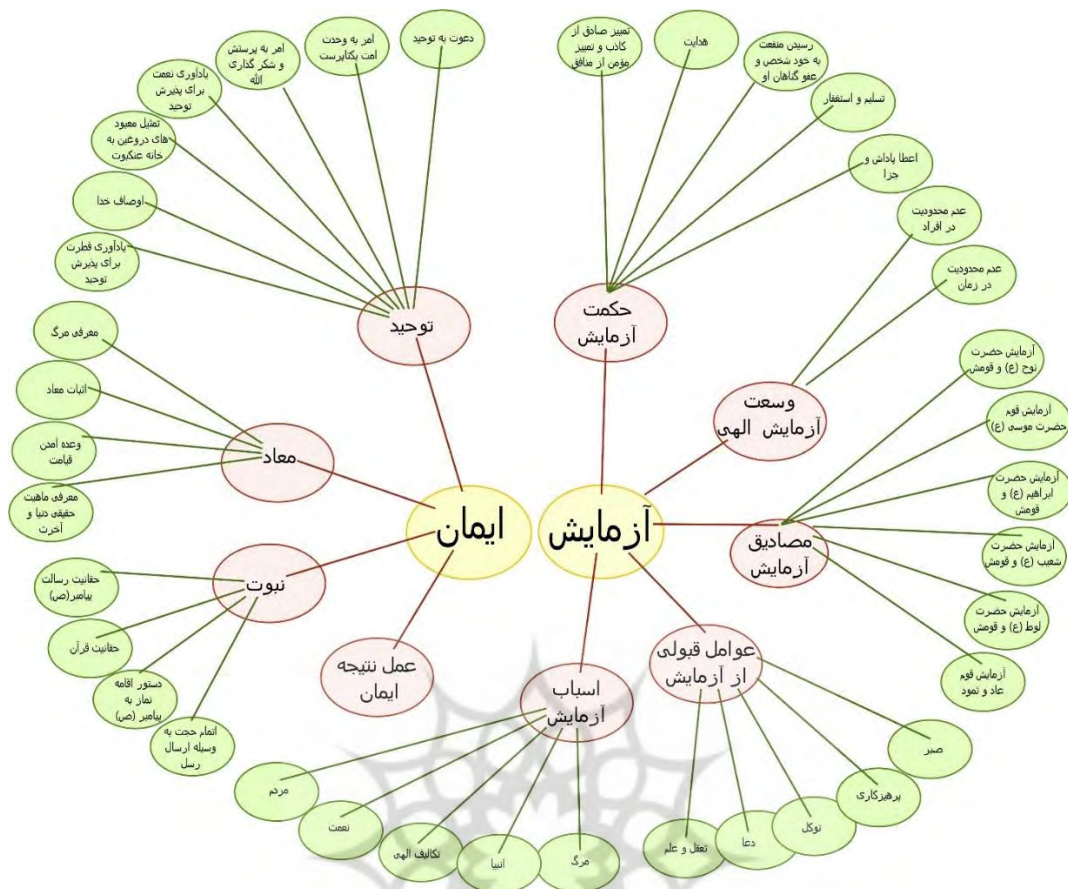 آزمایش
حکمت
آزمایش
تمییز صادق از
کاذب و تمییز
مؤمن از منافق
هدایت
رسیدن منفعت
به خود شخص و
عفو گناهان او
تسلیم و استغفار
اعطا پاداش و
جزا
وسعت
آزمایش الهی
عدم محدودیت
در افراد
عدم محدودیت
در زمان
مصادیق
آزمایش
آزمایش حضرت
نوح (ع) و قومش
آزمایش قوم
حضرت موسی (ع)
آزمایش حضرت
ابراهیم (ع) و
قومش
آزمایش حضرت
شعیب (ع) و قومش
آزمایش حضرت
لوط (ع) و قومش
آزمایش قوم
عاد و ثمود
عوامل قبولی
از آزمایش
صبر
پرهیزکاری
توکل
دعا
تعقل و علم
اسباب
آزمایش
مرگ
انبیا
تکالیف الهی
نعمت
مردم
ایمان
توحید
دعوت به توحید
امر به وحدت
امت یکتاپرست
امر به پرستش
و شکر گذاری
الله
یادآوری نعمت
برای پذیرش
توحید
تمثیل معبود
های دروغین به
خانه عنکبوت
اوصاف خدا
یادآوری فطرت
برای پذیرش
توحید
معاد
معرفی مرگ
اثبات معاد
وعده آمدن
قیامت
معرفی ماهیت
حقیقی دنیا و
آخرت
نبوت
حقانیت رسالت
پیامبر(ص)
حقانیت قرآن
دستور اقامه
نماز به
پیامبر (ص)
اتمام حجت به
وسیله ارسال
رسل
عمل نتیجه
ایمان